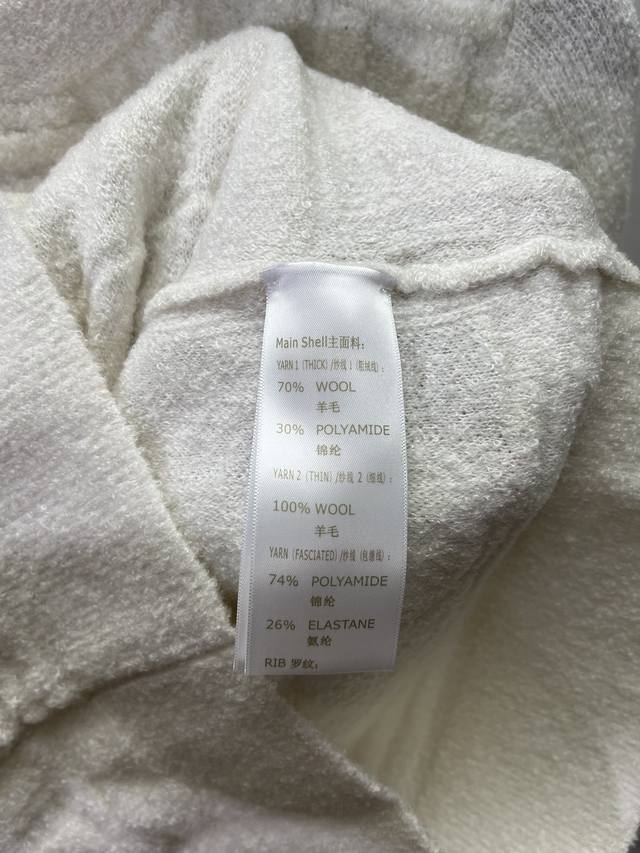 Main Shell主面料:
YARN 1 (THICK) /纱线 1 (粗绒线) :
70% WOOL
羊毛
30% POLYAMIDE
锦纶
YARN 2 (THIN) /纱线 2 (细线) :
100% WOOL
羊毛
YARN (FASCIATED) /纱线 (包缠线) :
74% POLYAMIDE
锦纶
26% ELASTANE
氨纶
RIB 罗纹: